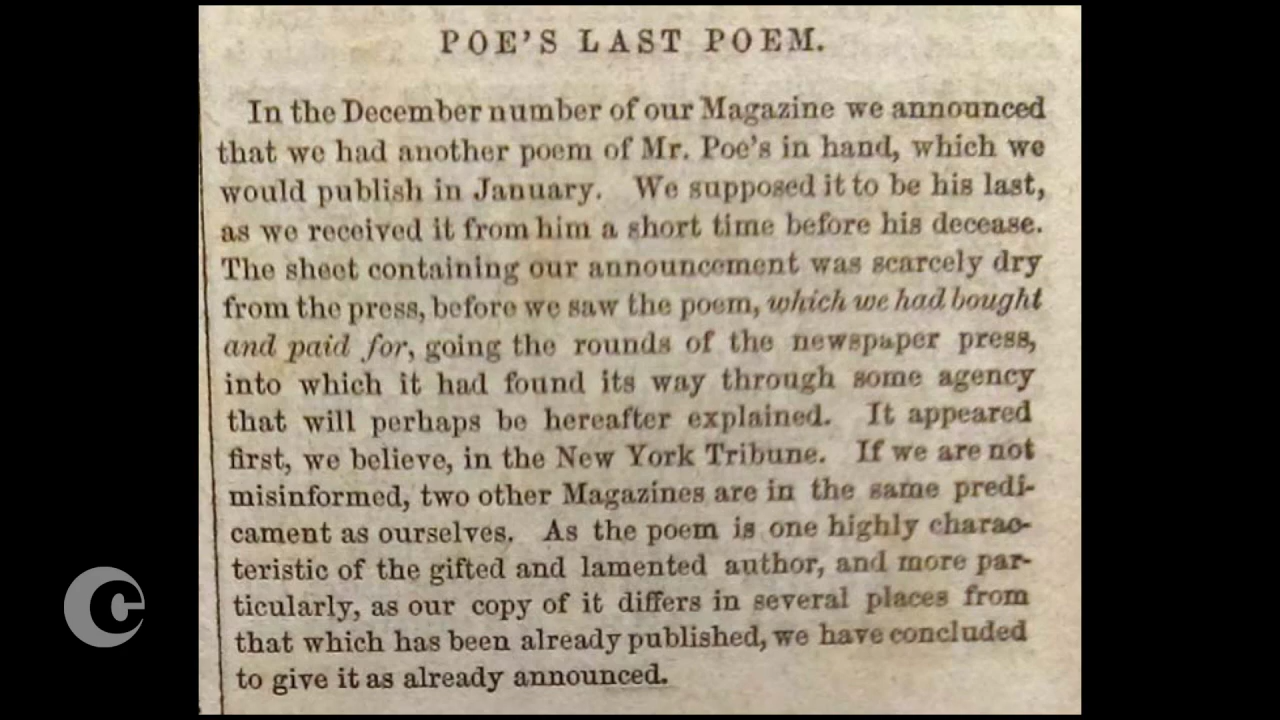 POE'S LAST POEM.
In the December number of our Magazine we announced
that we had another poem of Mr. Poe's in hand, which we
would publish in January. We supposed it to be his last,
as we received it from him a short time before his decease.
The sheet containing our announcement was scarcely dry
from the press, before we saw the poem, which we had bought
and paid for, going the rounds of the newspaper press,
into which it had found its way through some agency
that will perhaps be hereafter explained. It appeared
first, we believe, in the New York Tribune. If we are not
misinformed, two other Magazines are in the same predi-
cament as ourselves. As the poem is one highly charac-
teristic of the gifted and lamented author, and more par-
ticularly, as our copy of it differs in several places from
that which has been already published, we have concluded
to give it as already announced.